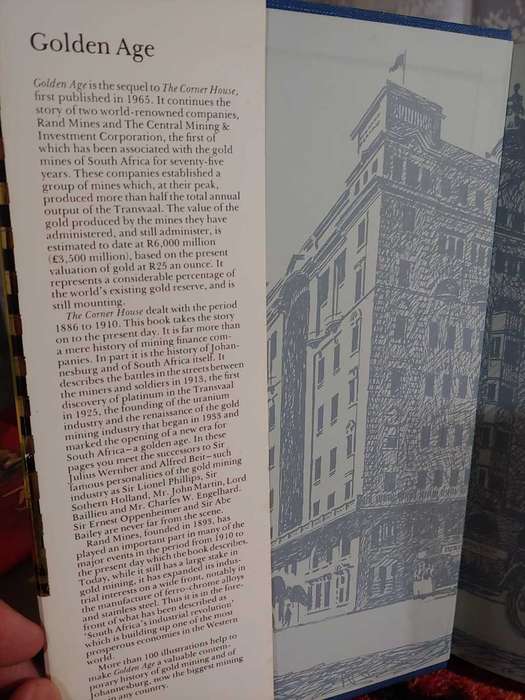 Golden Age
Golden Age is the sequel to The Corner House,
first published in 1965. It continues the
story of two world-renowned companies,
Rand Mines and The Central Mining &
Investment Corporation, the first of
which has been associated with the gold
mines of South Africa for seventy-five
years. These companies established a
group of mines which, at their peak,
produced more than half the total annual
output of the Transvaal. The value of the
gold produced by the mines they have
administered, and still administer, is
estimated to date at R6,000 million
(£3,500 million), based on the present
valuation of gold at R25 an ounce. It
represents a considerable percentage of
the world's existing gold reserve, and is
still mounting.
The Corner House dealt with the period
1886 to 1910. This book takes the story
on to the present day. It is far more than
a mere history of mining finance com-
panies. In part it is the history of Johan-
nesburg and of South Africa itself. It
describes the battles in the streets between
the miners and soldiers in 1913, the first
discovery of platinum in the Transvaal
in 1925, the founding of the uranium
industry and the renaissance of the gold
mining industry that began in 1933 and
marked the opening of a new era for
South Africa—a golden age. In these
pages you meet the successors to Sir
Julius Wernher and Alfred Beit—such
famous personalities of the gold mining
industry as Sir Lionel Phillips, Sir
Sothern Holland, Mr. John Martin, Lord
Baillieu and Mr. Charles W. Engelhard.
Sir Ernest Oppenheimer and Sir Abe
Bailey are never far from the scene.
Rand Mines, founded in 1893, has
played an important part in many of the
major events in the period from 1910 to
the present day which the book describes.
Today, while it still has a large stake in
gold mining, it has expanded its indus-
trial interests on a wide front, notably in
the manufacture of ferro-chrome alloys
and stainless steel. Thus it is in the fore-
front of what has been described as
'South Africa's industrial revolution'
which is building up one of the most
prosperous economies in the Western
world.
More than 100 illustrations help to
make Golden Age a valuable contem-
porary history of gold mining and of
Johannesburg, now the biggest mining
in any country.